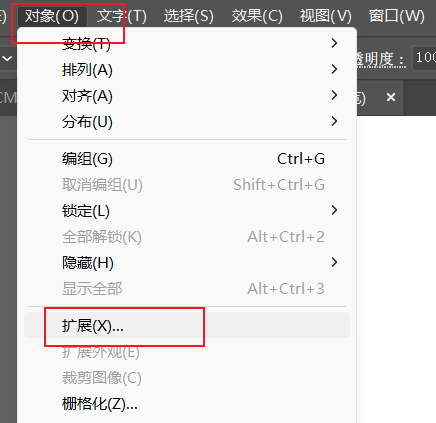 对象(O) 文字(T) 选择(S) 效果(C) 视图(V) 窗口(W)
变换(T)
透明度： 100
排列(A)
对齐(A)
CM
分布(U)
编组(G) Ctrl+G
取消编组(U) Shift+Ctrl+G
锁定(L)
全部解锁(K) Alt+Ctrl+2
隐藏(H)
显示全部 Alt+Ctrl+3
扩展(X)...
扩展外观(E)
裁剪图像(C)
栅格化(Z)...